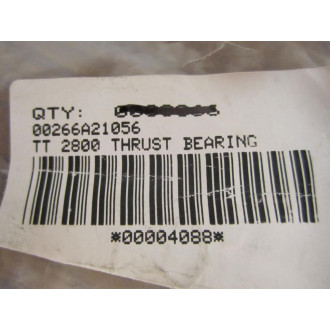 QTY:
00266A21056
TT 2800 THRUST BEARING
*00004088*